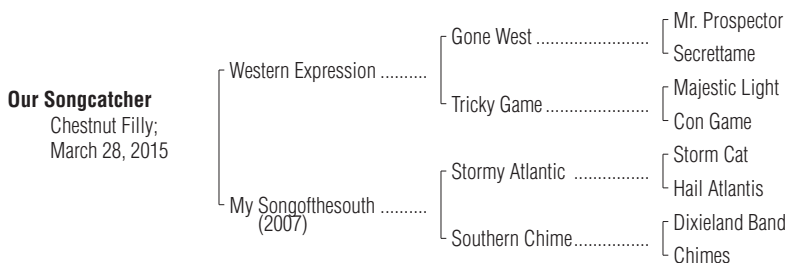 Our Songcatcher
Chestnut Filly;
March 28, 2015
Western Expression ..........
My Songofthesouth ..........
(2007)
Gone West .......................
Tricky Game .....................
Stormy Atlantic ...............
Southern Chime................
Mr. Prospector
Secrettame
Majestic Light
Con Game
Storm Cat
Hail Atlantis
Dixieland Band
Chimes